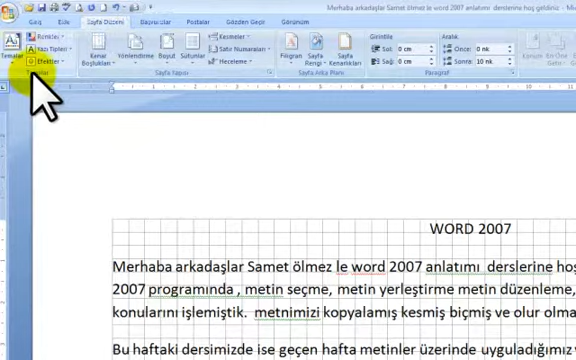 Merhaba arkadaşlar Samet ölmez le word 2007 anlatımı derslerine hoş geldiniz
Giriş Ekle Sayfa Düzeni Başvurular Postalar Gözden Geçir Görünüm
Temalar
Renkler
Yazı Tipleri
Efektler
Kenar Boşlukları
Yönlendirme
Boyut
Sütunlar
Kesmeler
Satır Numaraları
Heceleme
Sayfa Yapısı
Filigran
Sayfa Rengi
Sayfa Kenarlıkları
Sayfa Arka Planı
Girintile
Sol: 0 cm
Sağ: 0 cm
Aralık
Önce: 0 nk
Sonra: 10 nk
Paragraf
Konum
Öne Getir
WORD 2007
Merhaba arkadaşlar Samet ölmez le word 2007 anlatımı derslerine
2007 programında , metin seçme, metin yerleştirme metin düzenleme,
konularını işlemiştik. metnimizi kopyalamış kesmiş biçmiş ve olur
Bu haftaki dersimizde ise geçen hafta metinler üzerinde uyguladığımız